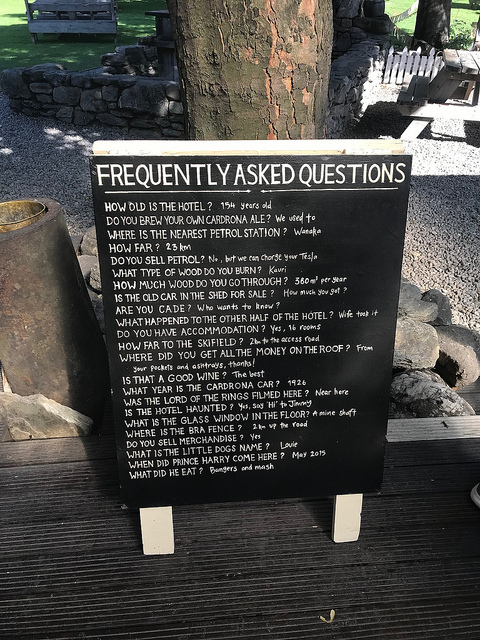 FREQUENTLY ASKED QUESTIONS
HOW OLD IS THE HOTEL? 154 years old
DO YOU BREW YOUR OWN CARDRONA ALE? We used to
WHERE IS THE NEAREST PETROL STATION? Wanaka
HOW FAR? 23 km
DO YOU SELL PETROL? No, but we can charge your Tesla
WHAT TYPE OF WOOD DO YOU BURN? Kauri
HOW MUCH WOOD DO YOU GO THROUGH? 360m³ per year
IS THE OLD CAR IN THE SHED FOR SALE? How much you got?
ARE YOU CADE? Who wants to know?
WHAT HAPPENED TO THE OTHER HALF OF THE HOTEL? Wife took it
DO YOU HAVE ACCOMMODATION? Yes, 16 rooms
HOW FAR TO THE SKIFIELD? 2km to the access road
WHERE DID YOU GET ALL THE MONEY ON THE ROOF? From
your pockets and ashtrays, thanks!
IS THAT A GOOD WINE? The best
WHAT YEAR IS THE CARDRONA CAR? 1926
WAS THE LORD OF THE RINGS FILMED HERE? Near here
IS THE HOTEL HAUNTED? Yes, say 'Hi' to Jimmy
WHAT IS THE GLASS WINDOW IN THE FLOOR? A mine shaft
WHERE IS THE BRA FENCE? 2km up the road
DO YOU SELL MERCHANDISE? Yes
WHAT IS THE LITTLE DOGS NAME? Louie
WHEN DID PRINCE HARRY COME HERE? May 2015
WHAT DID HE EAT? Bangers and mash